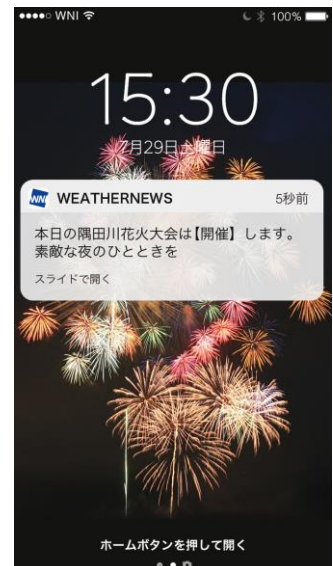 WNI 100%
15:30
7月29日土曜日
WNI WEATHERNEWS 5秒前
本日の隅田川花火大会は【開催】します。
素敵な夜のひとときを
スライドで開く
ホームボタンを押して開く